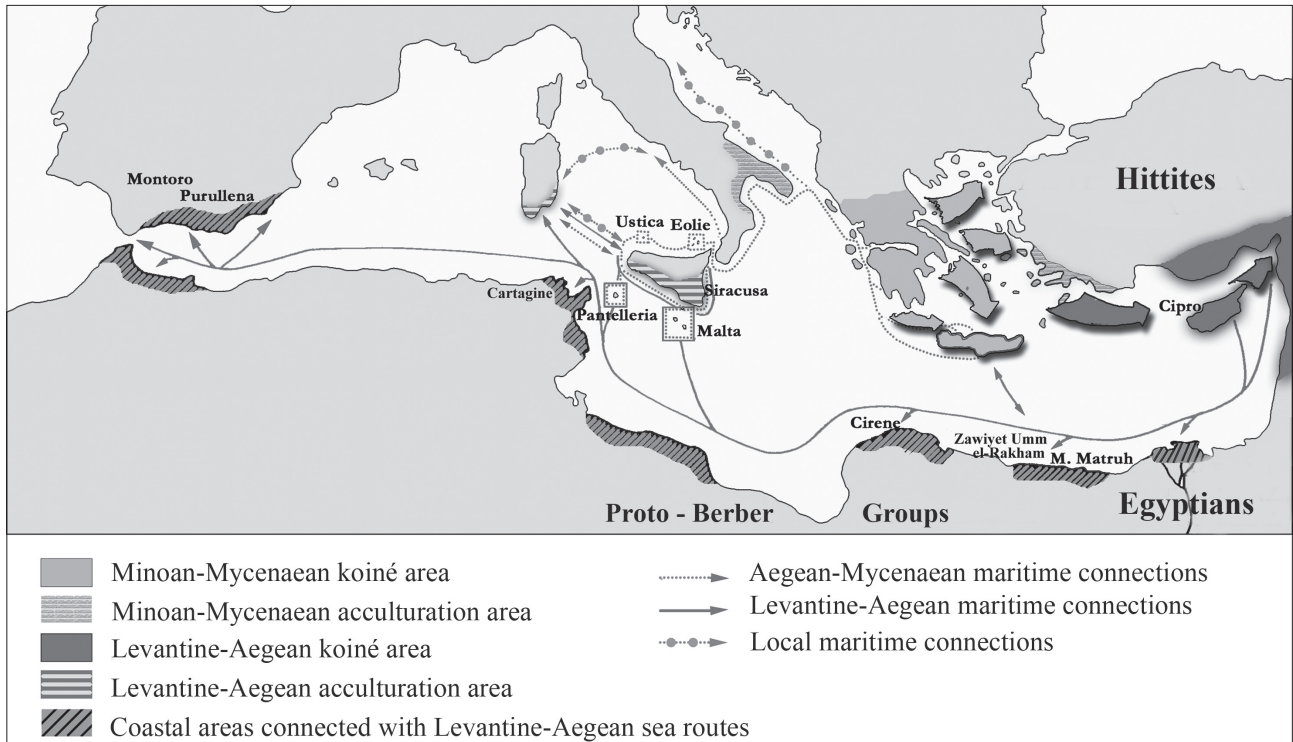 Hittites
Montoro
Purullena
Ustica
Eolie
Siracusa
Cartagine
Pantelleria
Malta
Cipro
Cirene
Zawiyet Umm
el-Rakham
M. Matruh
Egyptians
Proto - Berber
Groups
Minoan-Mycenaean koiné area
Minoan-Mycenaean acculturation area
Levantine-Aegean koiné area
Levantine-Aegean acculturation area
Coastal areas connected with Levantine-Aegean sea routes
Aegean-Mycenaean maritime connections
Levantine-Aegean maritime connections
Local maritime connections